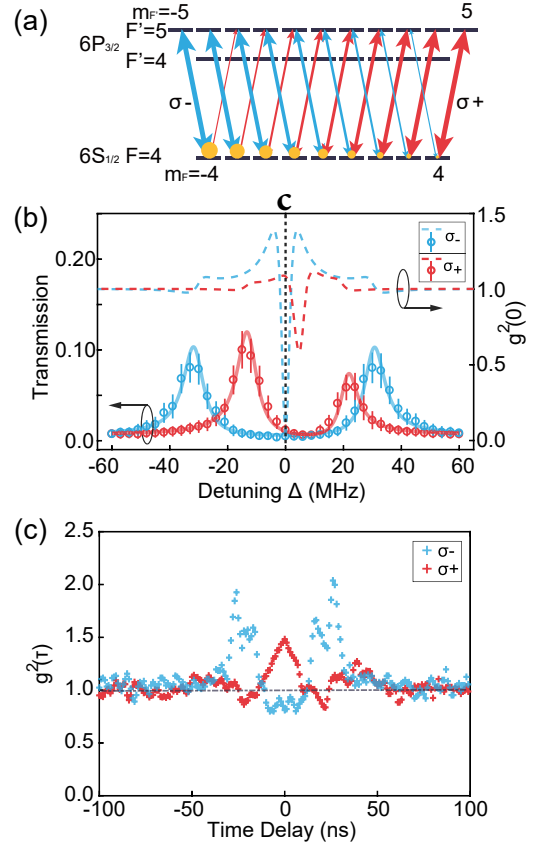 (a)
m_F'=-5
5
6P3/2
F'=5
F'=4
σ-
σ+
6S1/2 F=4
m_F=-4
4
(b)
c
0.20
0.10
0.0
Transmission
1.5
1.0
0.5
0.0
g²(0)
σ-
σ+
-60 -40 -20 0 20 40 60
Detuning Δ (MHz)
(c)
2.5
2.0
1.5
1.0
0.5
0.0
g²(τ)
σ-
σ+
-100 -50 0 50 100
Time Delay (ns)